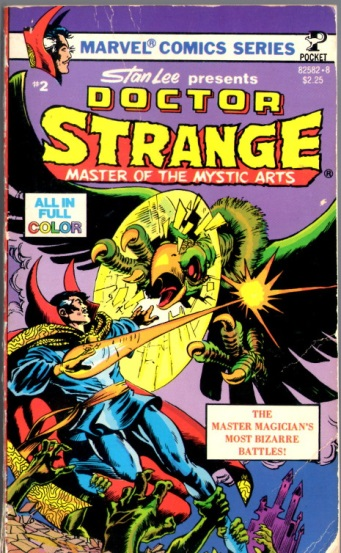 MARVEL® COMICS SERIES
POCKET
82582-8
$2.25
#2
Stan Lee presents
DOCTOR
STRANGE
®
MASTER OF THE MYSTIC ARTS
ALL IN
FULL
COLOR
THE
MASTER MAGICIAN'S
MOST BIZARRE
BATTLES!